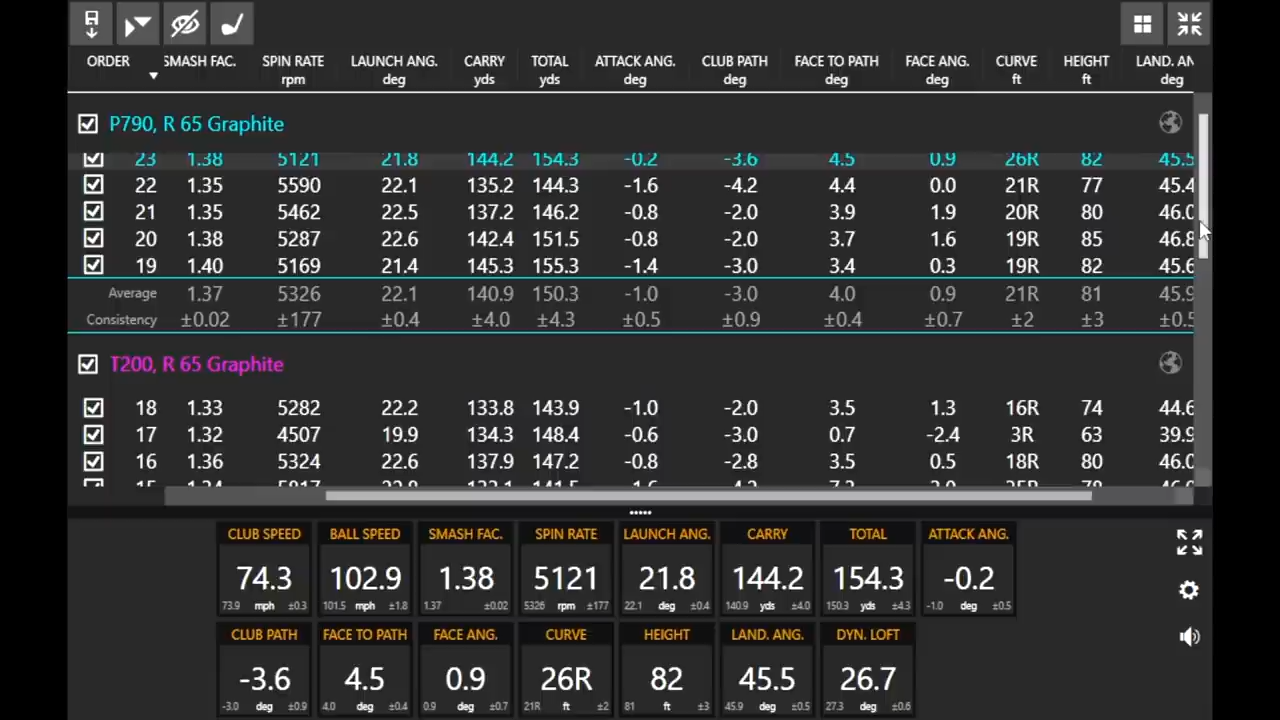 ORDER SMASH FAC. SPIN RATE LAUNCH ANG. CARRY TOTAL ATTACK ANG. CLUB PATH FACE TO PATH FACE ANG. CURVE HEIGHT LAND. AN
rpm deg yds yds deg deg deg deg ft ft deg
P790, R 65 Graphite
23 1.38 5121 21.8 144.2 154.3 -0.2 -3.6 4.5 0.9 26R 82 45.5
22 1.35 5590 22.1 135.2 144.3 -1.6 -4.2 4.4 0.0 21R 77 45.4
21 1.35 5462 22.5 137.2 146.2 -0.8 -2.0 3.9 1.9 20R 80 46.0
20 1.38 5287 22.6 142.4 151.5 -0.8 -2.0 3.7 1.6 19R 85 46.8
19 1.40 5169 21.4 145.3 155.3 -1.4 -3.0 3.4 0.3 19R 82 45.6
Average 1.37 5326 22.1 140.9 150.3 -1.0 -3.0 4.0 0.9 21R 81 45.9
Consistency ±0.02 ±177 ±0.4 ±4.0 ±4.3 ±0.5 ±0.9 ±0.4 ±0.7 ±2 ±3 ±0.5
T200, R 65 Graphite
18 1.33 5282 22.2 133.8 143.9 -1.0 -2.0 3.5 1.3 16R 74 44.6
17 1.32 4507 19.9 134.3 148.4 -0.6 -3.0 0.7 -2.4 3R 63 39.9
16 1.36 5324 22.6 137.9 147.2 -0.8 -2.8 3.5 0.5 18R 80 46.0
CLUB SPEED BALL SPEED SMASH FAC. SPIN RATE LAUNCH ANG. CARRY TOTAL ATTACK ANG.
74.3 102.9 1.38 5121 21.8 144.2 154.3 -0.2
73.9 mph ±0.3 101.5 mph ±1.8 1.37 ±0.02 5326 rpm ±177 22.1 deg ±0.4 140.9 yds ±4.0 150.3 yds ±4.3 -1.0 deg ±0.5
CLUB PATH FACE TO PATH FACE ANG. CURVE HEIGHT LAND. ANG. DYN. LOFT
-3.6 4.5 0.9 26R 82 45.5 26.7
-3.0 deg ±0.9 4.0 deg ±0.4 0.9 deg ±0.7 21R ft ±2 81 ft ±3 45.9 deg ±0.5 27.3 deg ±0.6